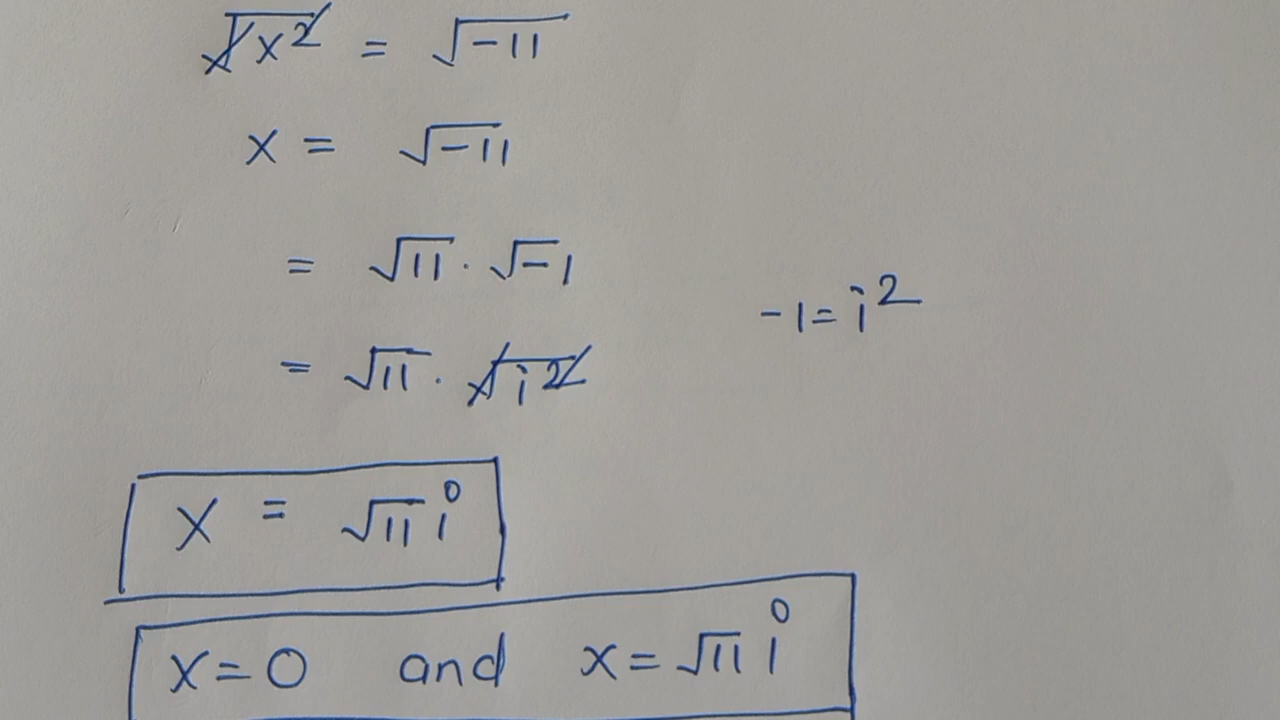 √x² = √-11
x = √-11
= √11 · √-1
= √11 · √i²
-1 = i²
x = √11 i
x = 0 and x = √11 i